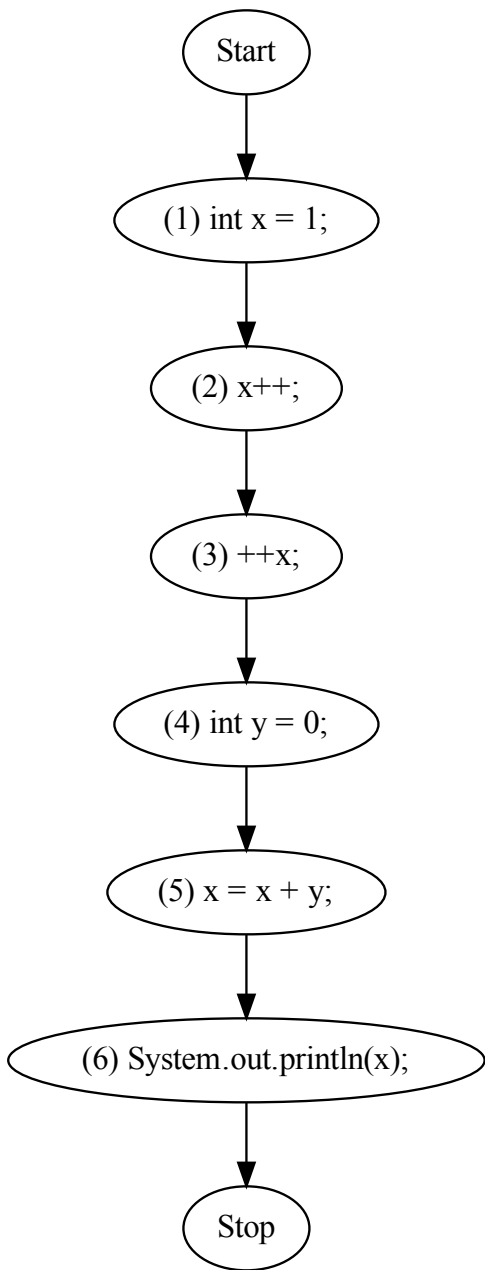 Start
(1) int x = 1;
(2) x++;
(3) ++x;
(4) int y = 0;
(5) x = x + y;
(6) System.out.println(x);
Stop